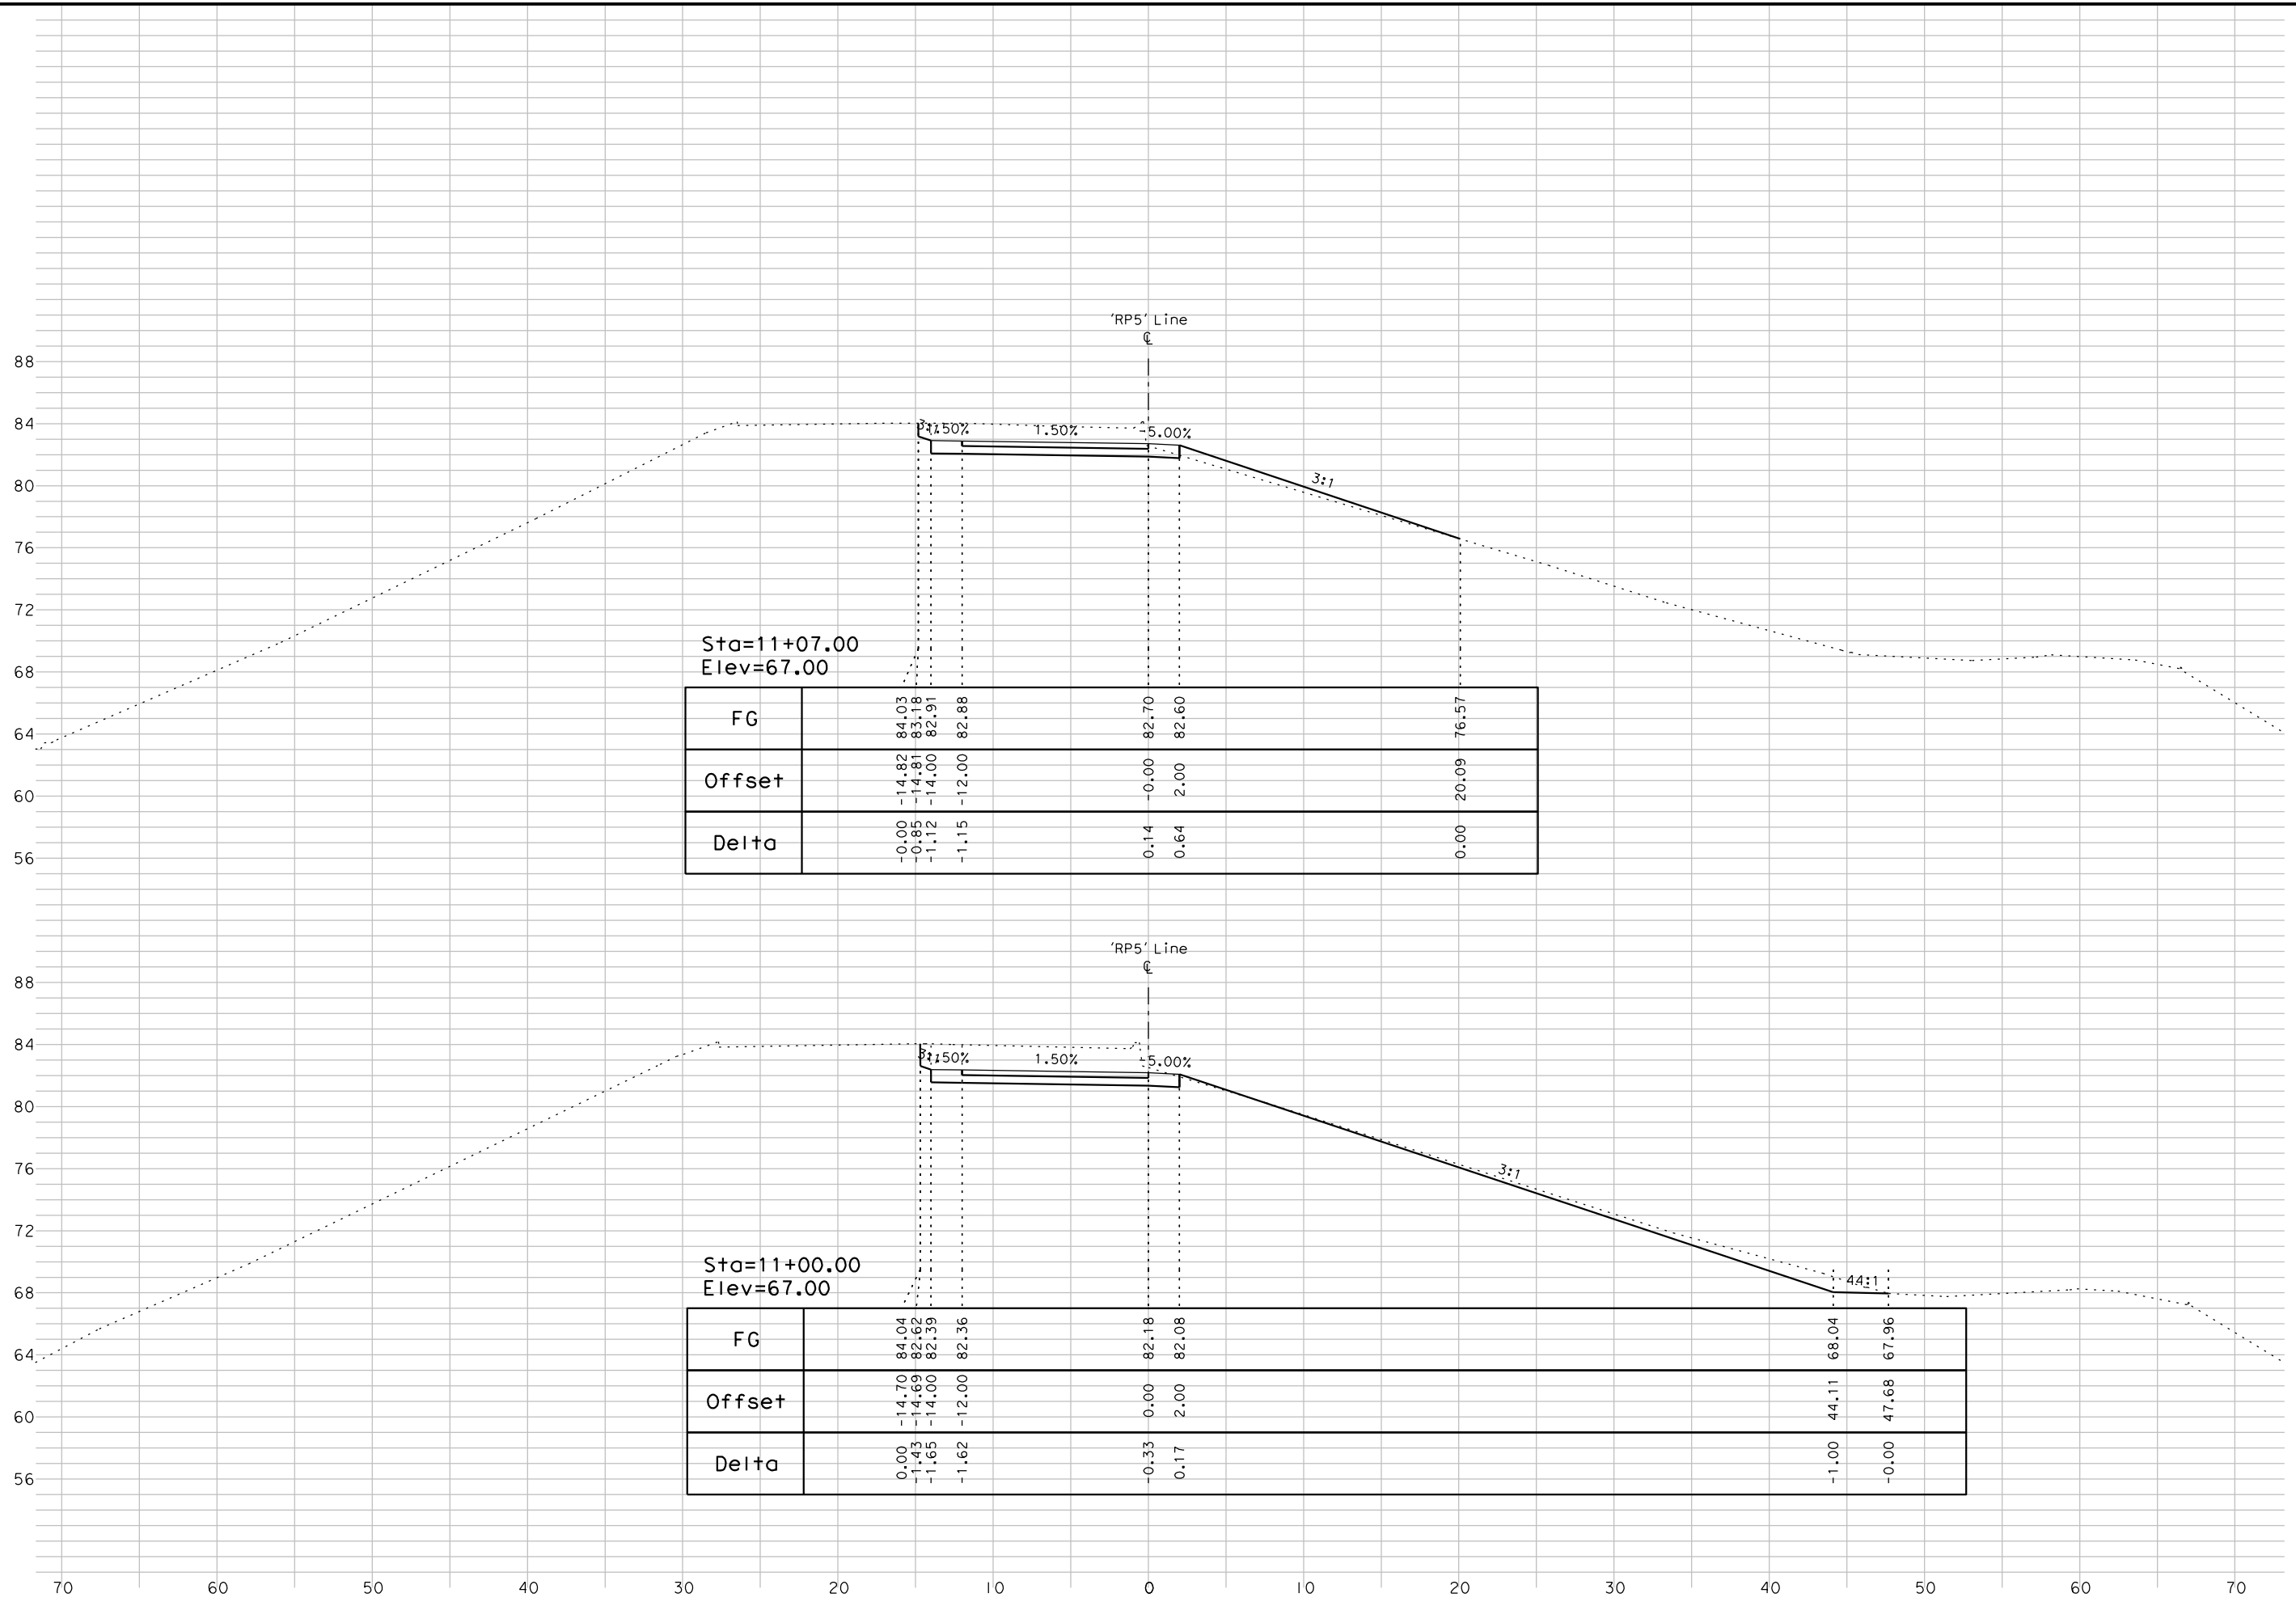 'RP5' Line
℄
88
84
3:1
1.50%
1.50%
-5.00%
80
3:1
76
72
Sta=11+07.00
68
Elev=67.00
FG
84.03 83.18 82.91 82.88 82.70 82.60 76.57
64
Offset
-14.82 -14.81 -14.00 -12.00 -0.00 2.00 20.09
60
Delta
-0.00 -0.85 -1.12 -1.15 0.14 0.64 0.00
56
'RP5' Line
℄
88
84
3:1
1.50%
1.50%
-5.00%
80
76
3:1
72
Sta=11+00.00
68
Elev=67.00
44:1
FG
84.04 82.62 82.39 82.36 82.18 82.08 68.04 67.96
64
Offset
-14.70 -14.69 -14.00 -12.00 0.00 2.00 44.11 47.68
60
Delta
0.00 -1.43 -1.65 -1.62 -0.33 0.17 -1.00 -0.00
56
70 60 50 40 30 20 10 0 10 20 30 40 50 60 70